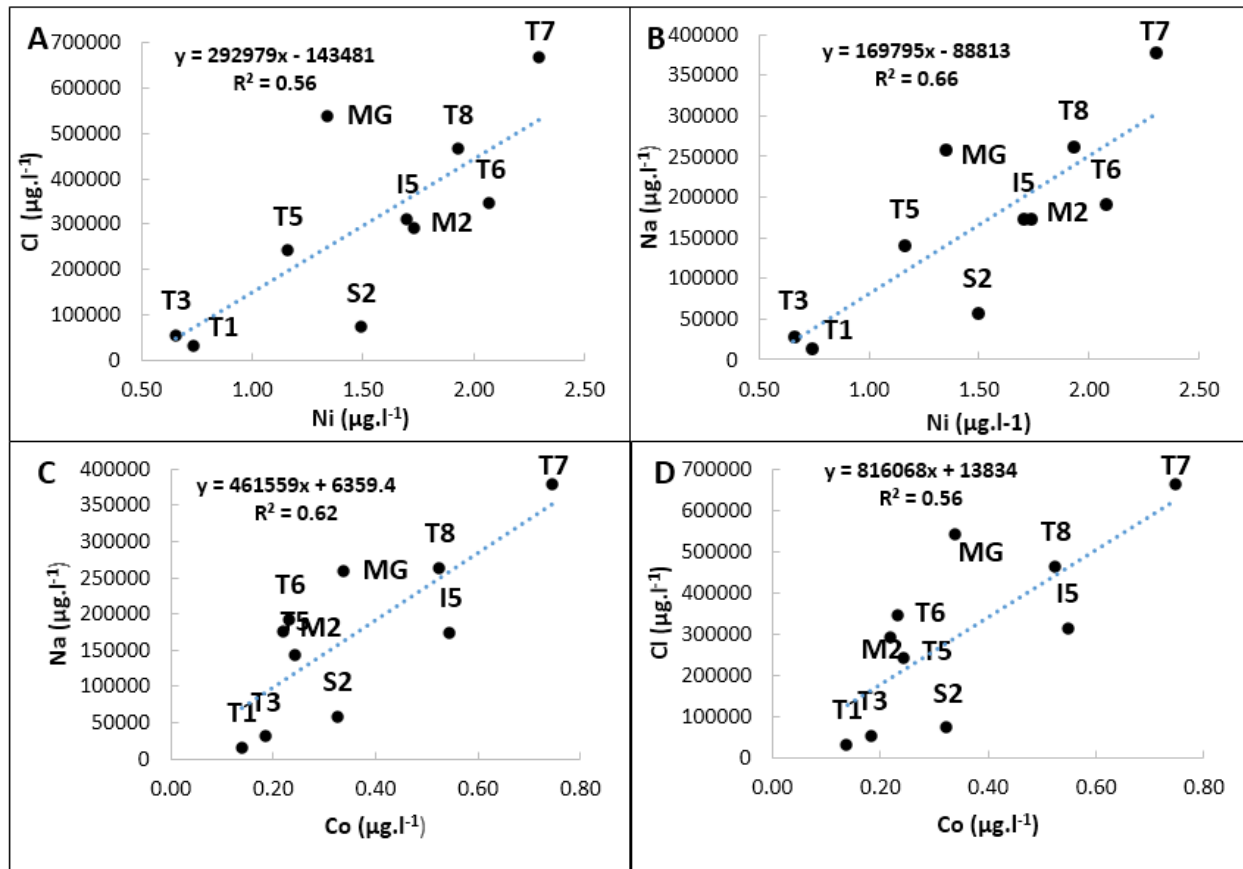 A
y = 292979x - 143481
R² = 0.56
Cl (µg.l⁻¹)
700000
600000
500000
400000
300000
200000
100000
0
T7
MG
T8
I5
T6
T5
M2
S2
T3
T1
0.50
1.00
1.50
2.00
2.50
Ni (µg.l⁻¹)
B
y = 169795x - 88813
R² = 0.66
Na (µg.l⁻¹)
400000
350000
300000
250000
200000
150000
100000
50000
0
T7
T8
MG
T6
I5
T5
M2
S2
T3
T1
0.50
1.00
1.50
2.00
2.50
Ni (µg.l-1)
C
y = 461559x + 6359.4
R² = 0.62
Na (µg.l⁻¹)
400000
350000
300000
250000
200000
150000
100000
50000
0
T7
T8
MG
T6
I5
T5
M2
S2
T3
T1
0.00
0.20
0.40
0.60
0.80
Co (µg.l⁻¹)
D
y = 816068x + 13834
R² = 0.56
Cl (µg.l⁻¹)
800000
700000
600000
500000
400000
300000
200000
100000
0
T7
T8
MG
I5
T6
M2
T5
S2
T3
T1
0.00
0.20
0.40
0.60
0.80
Co (µg.l⁻¹)